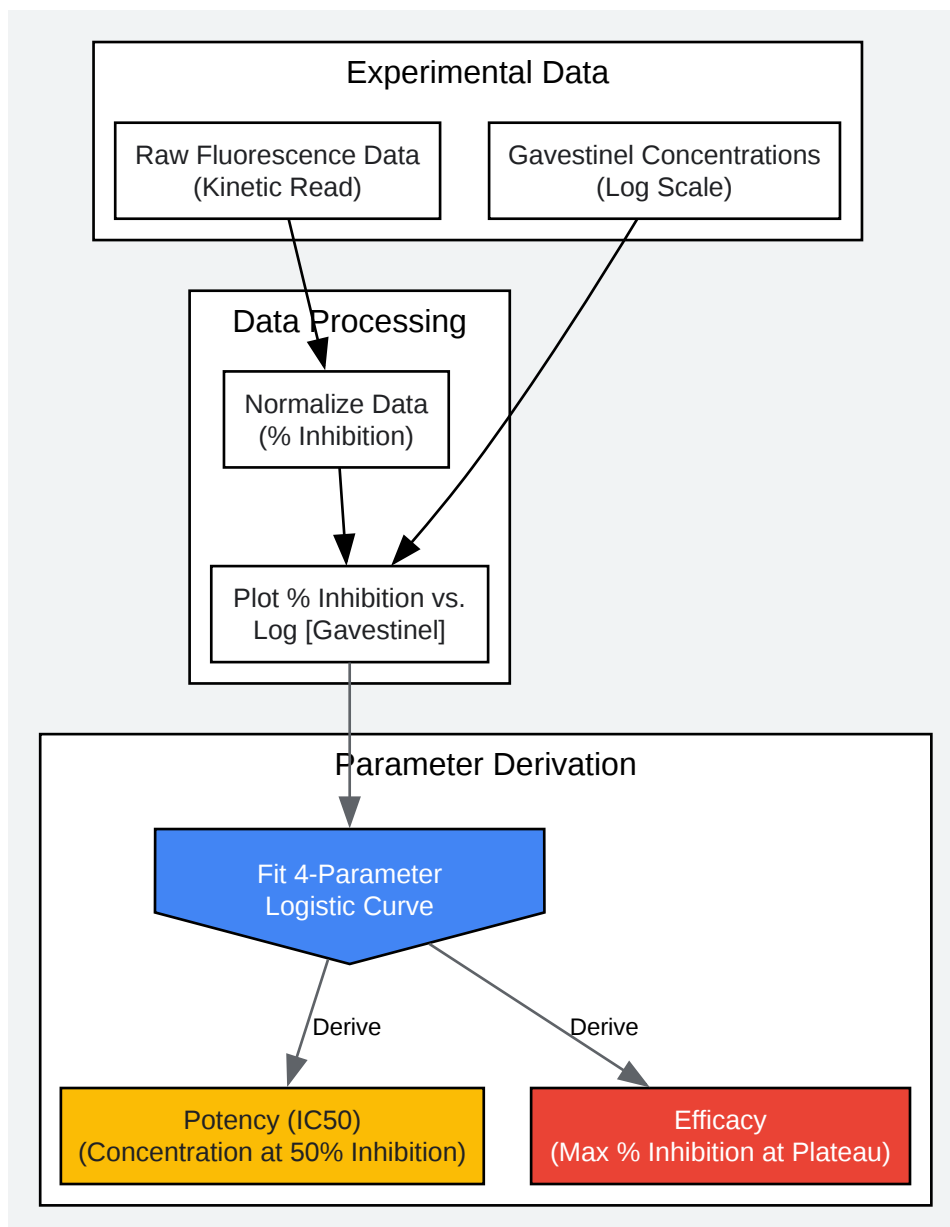 Experimental Data
Raw Fluorescence Data
(Kinetic Read)
Gavestinel Concentrations
(Log Scale)
Data Processing
Normalize Data
(% Inhibition)
Plot % Inhibition vs.
Log [Gavestinel]
Parameter Derivation
Fit 4-Parameter
Logistic Curve
Derive
Derive
Potency (IC50)
(Concentration at 50% Inhibition)
Efficacy
(Max % Inhibition at Plateau)